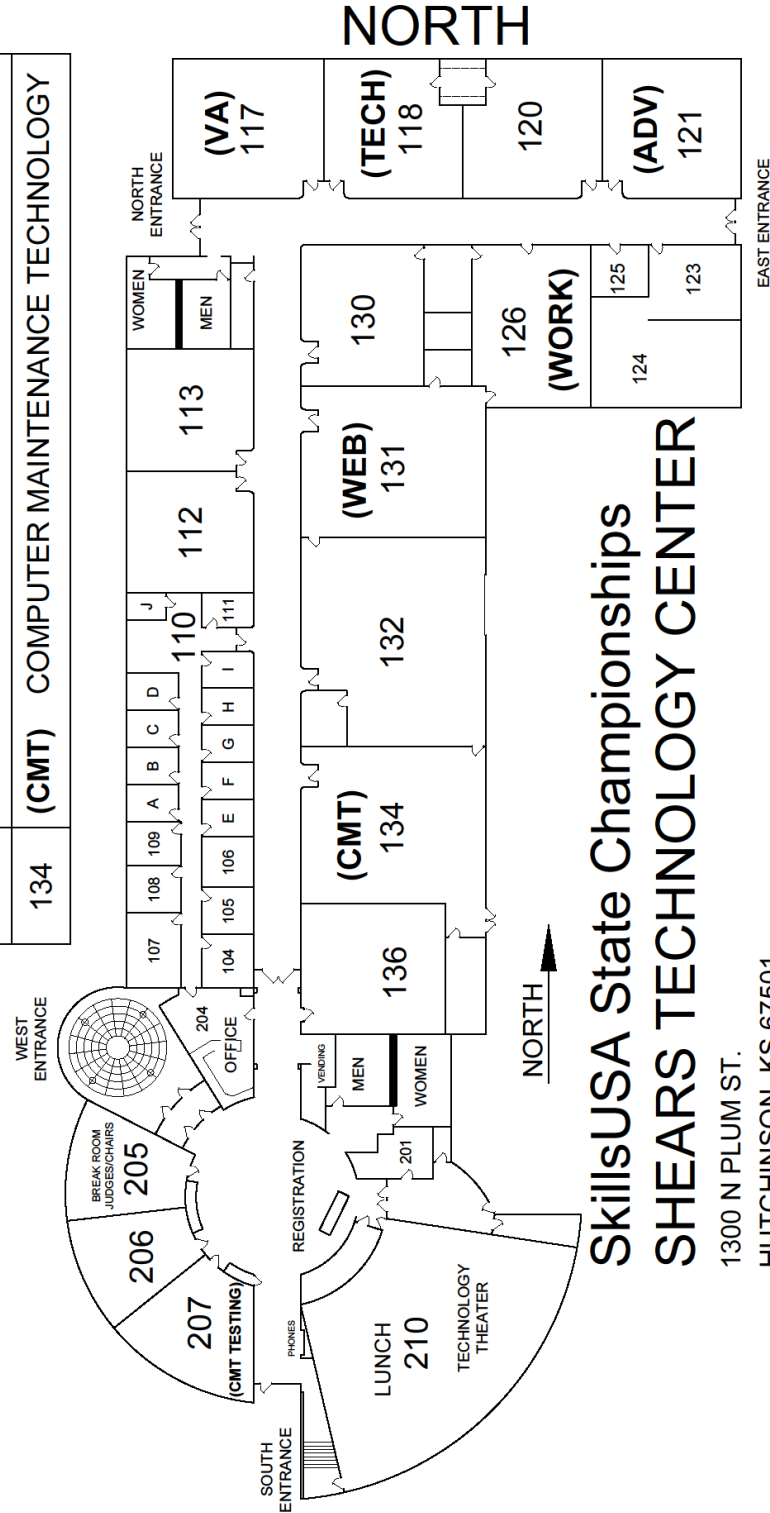 NORTH
134
(CMT) COMPUTER MAINTENANCE TECHNOLOGY
WEST
ENTRANCE
NORTH
ENTRANCE
107
108
109
A
B
C
D
J
110
112
113
WOMEN
MEN
104
105
106
E
F
G
H
I
111
(VA)
117
(TECH)
118
120
(ADV)
121
EAST ENTRANCE
204
OFFICE
BREAK ROOM
JUDGES/CHAIRS
205
206
207
(CMT TESTING)
REGISTRATION
VENDING
MEN
WOMEN
201
136
(CMT)
134
132
(WEB)
131
130
126
(WORK)
125
123
124
PHONES
SOUTH
ENTRANCE
LUNCH
210
TECHNOLOGY
THEATER
NORTH
SkillsUSA State Championships
SHEARS TECHNOLOGY CENTER
1300 N PLUM ST.
HUTCHINSON, KS 67501